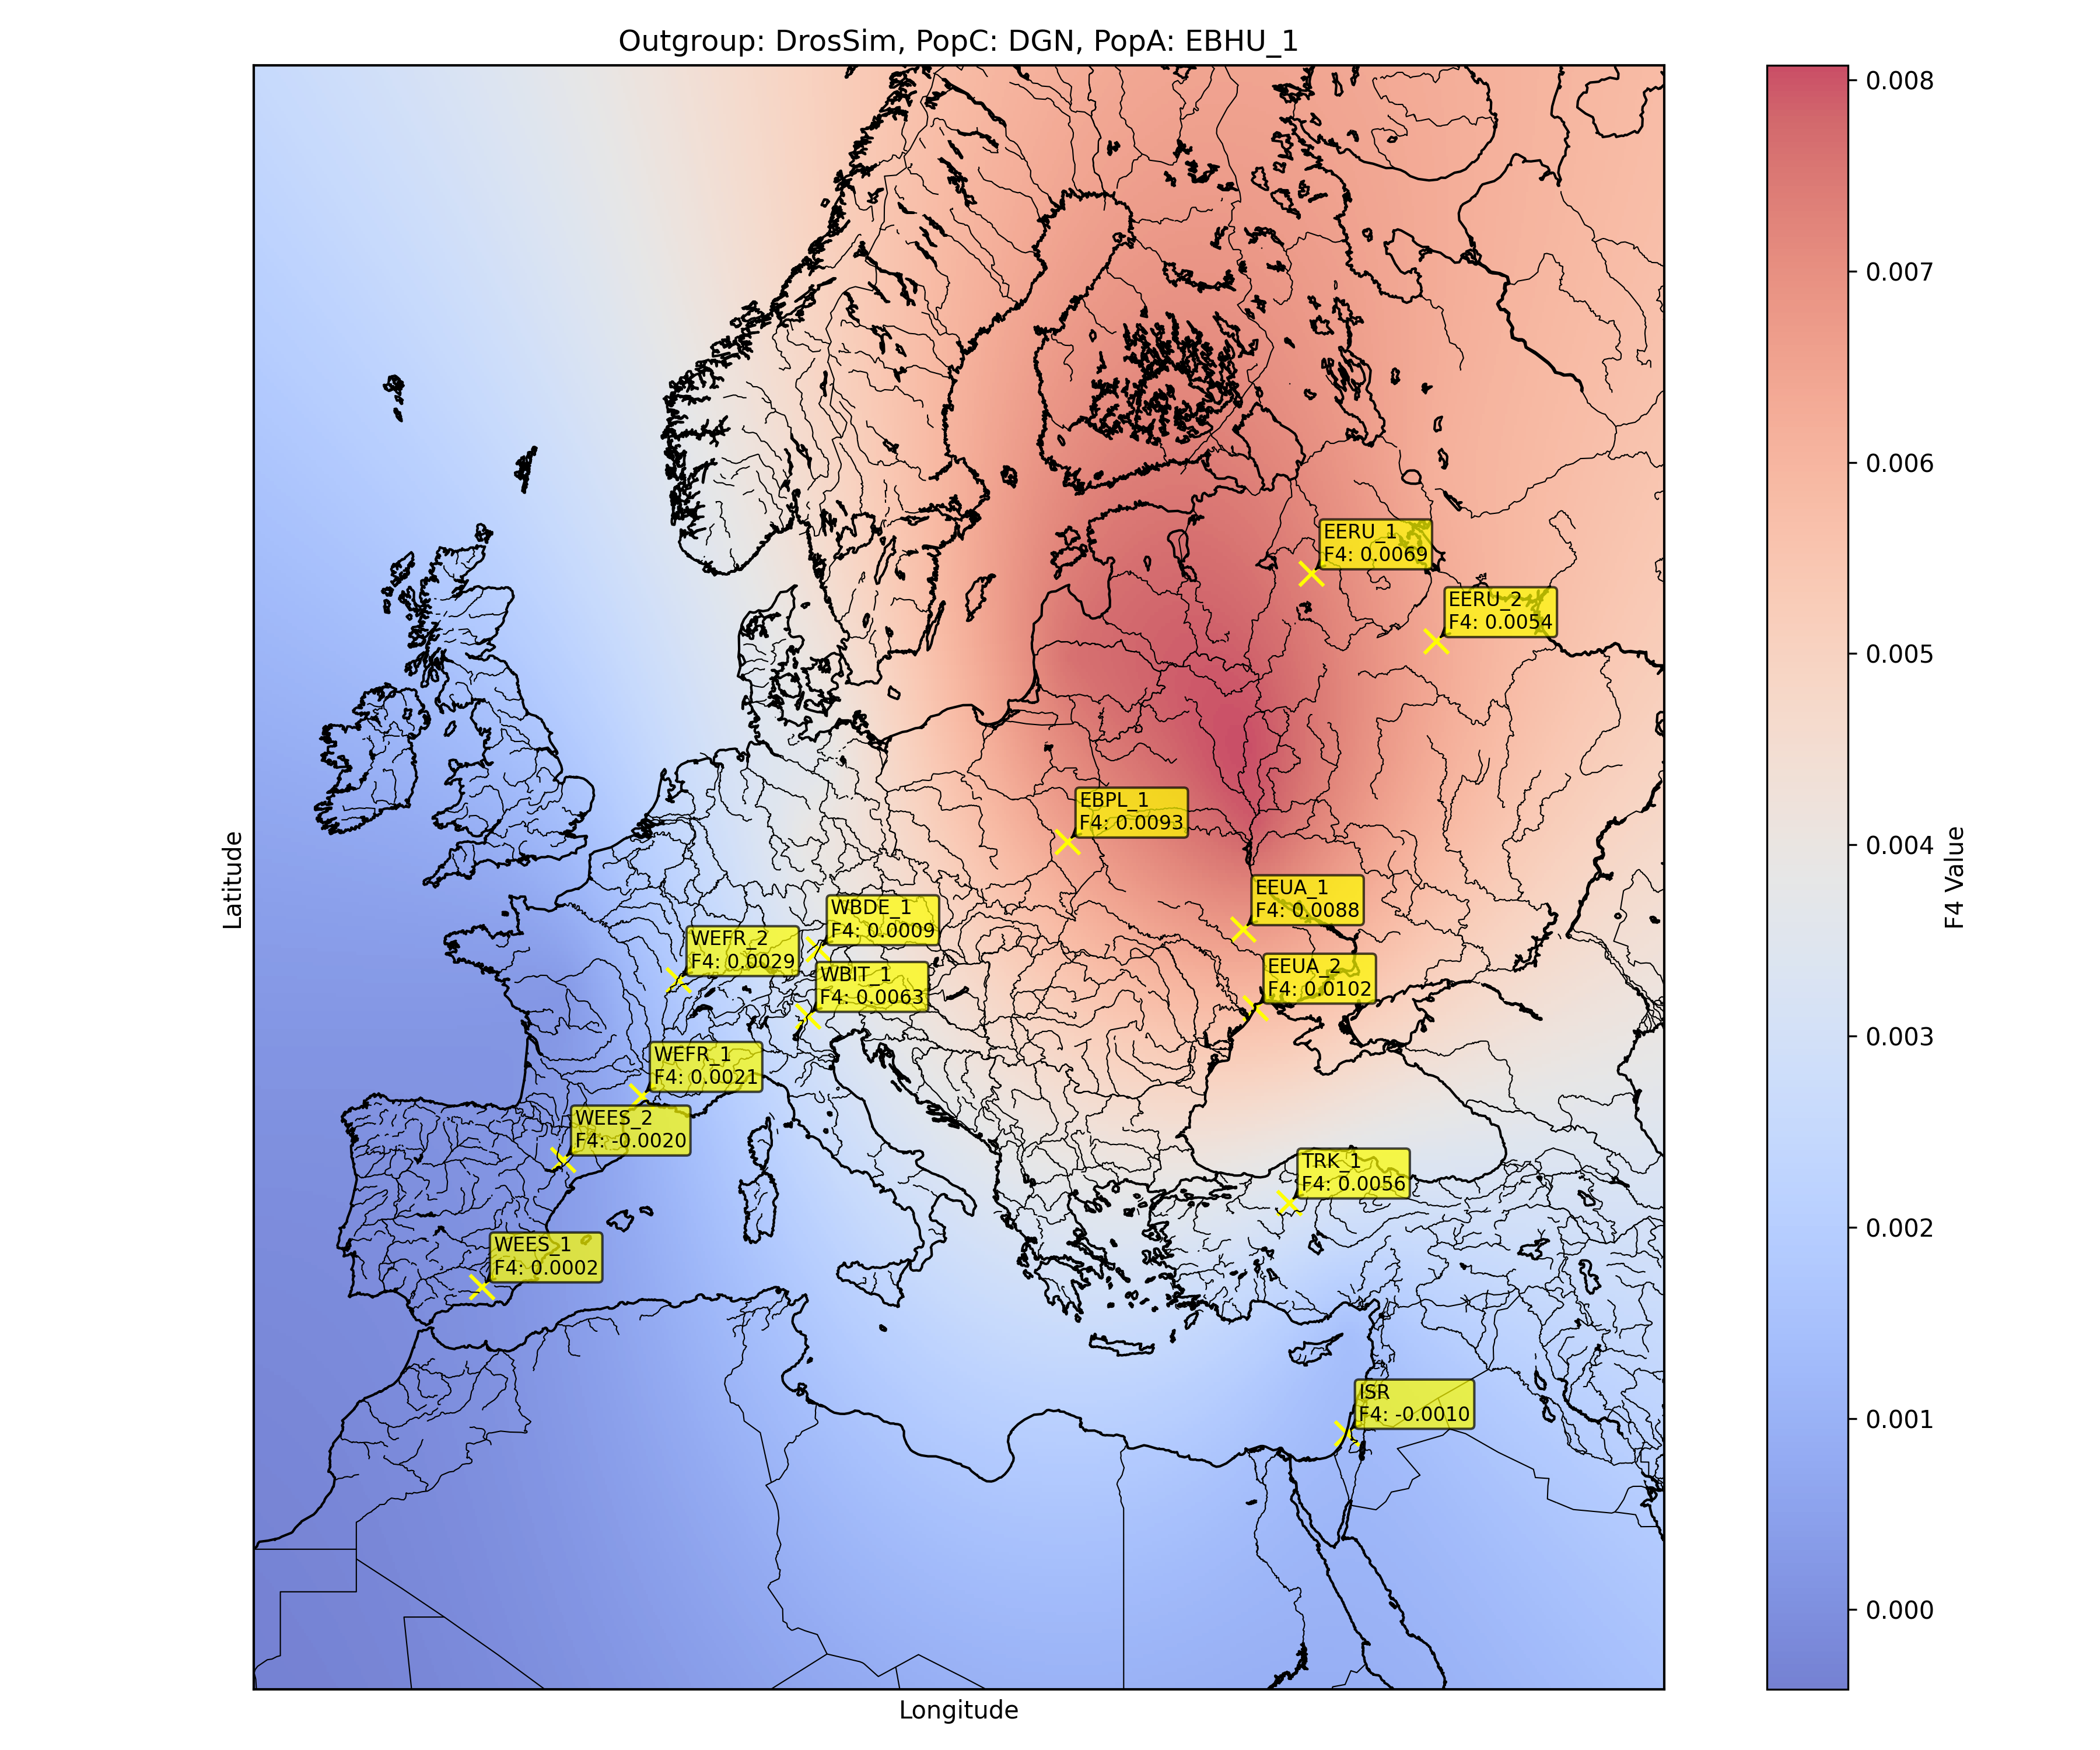 Outgroup: DrosSim, PopC: DGN, PopA: EBHU_1
EERU_1
F4: 0.0069
EERU_2
F4: 0.0054
EBPL_1
F4: 0.0093
EEUA_1
F4: 0.0088
WBDE_1
F4: 0.0009
WEFR_2
F4: 0.0029
WBIT_1
F4: 0.0063
EEUA_2
F4: 0.0102
WEFR_1
F4: 0.0021
WEES_2
F4: -0.0020
TRK_1
F4: 0.0056
WEES_1
F4: 0.0002
ISR
F4: -0.0010
Latitude
Longitude
0.008
0.007
0.006
0.005
0.004
0.003
0.002
0.001
0.000
F4 Value